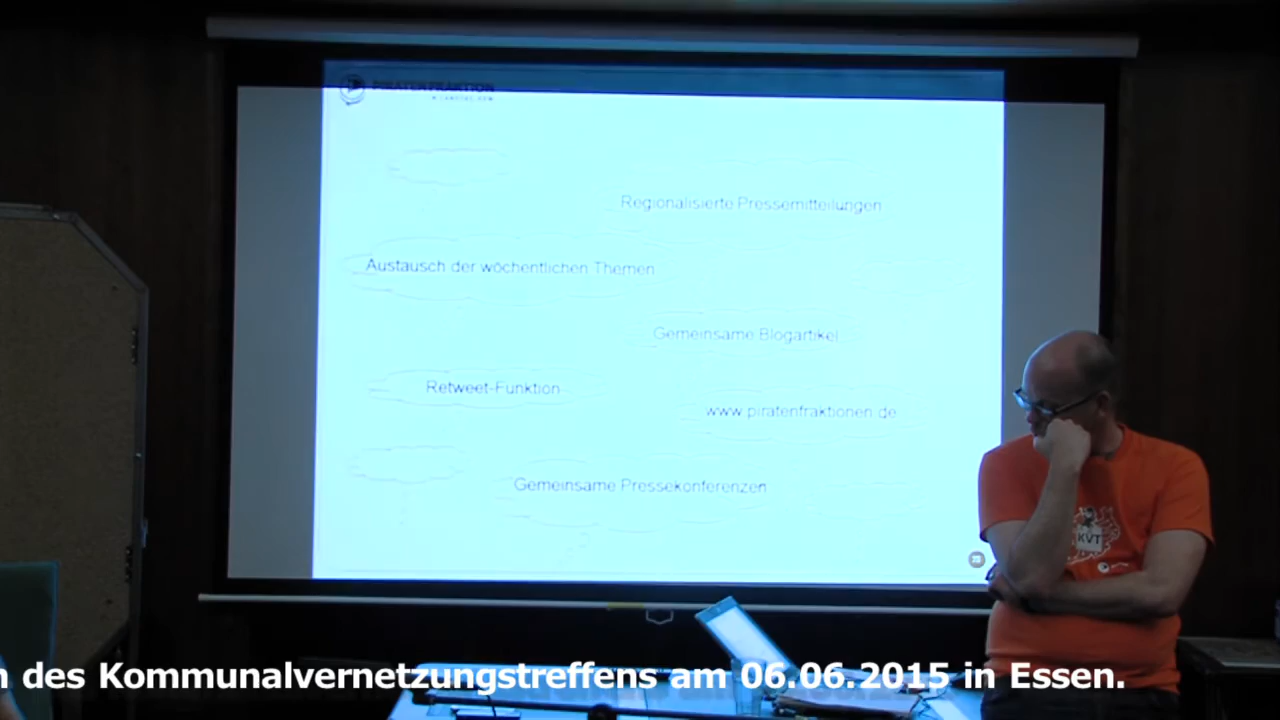 PIRATENFRAKTION
Regionalisierte Pressemitteilungen
Austausch der wöchentlichen Themen
Gemeinsame Blogartikel
Retweet-Funktion
www.piratenfraktionen.de
Gemeinsame Pressekonferenzen
KVT
des Kommunalvernetzungstreffens am 06.06.2015 in Essen.